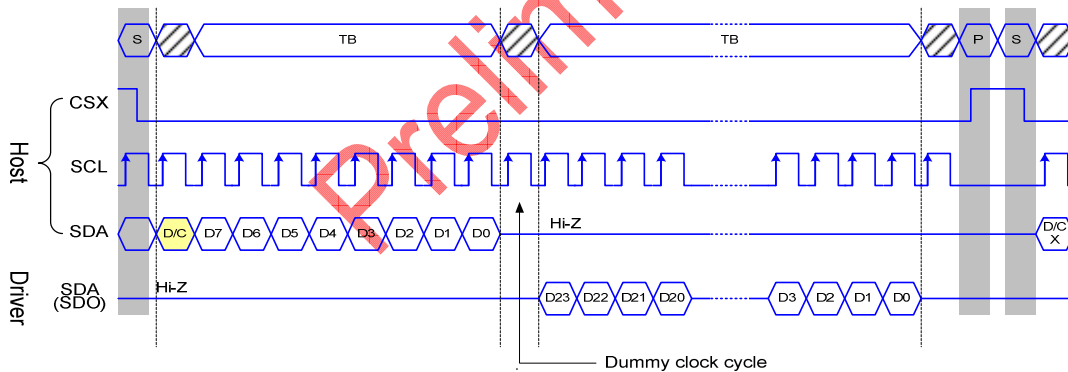 S TB TB P S
CSX
SCL
Host
SDA D/C D7 D6 D5 D4 D3 D2 D1 D0 Hi-Z D/C X
Driver
SDA (SDO) Hi-Z D23 D22 D21 D20 D3 D2 D1 D0
Dummy clock cycle
Prelim